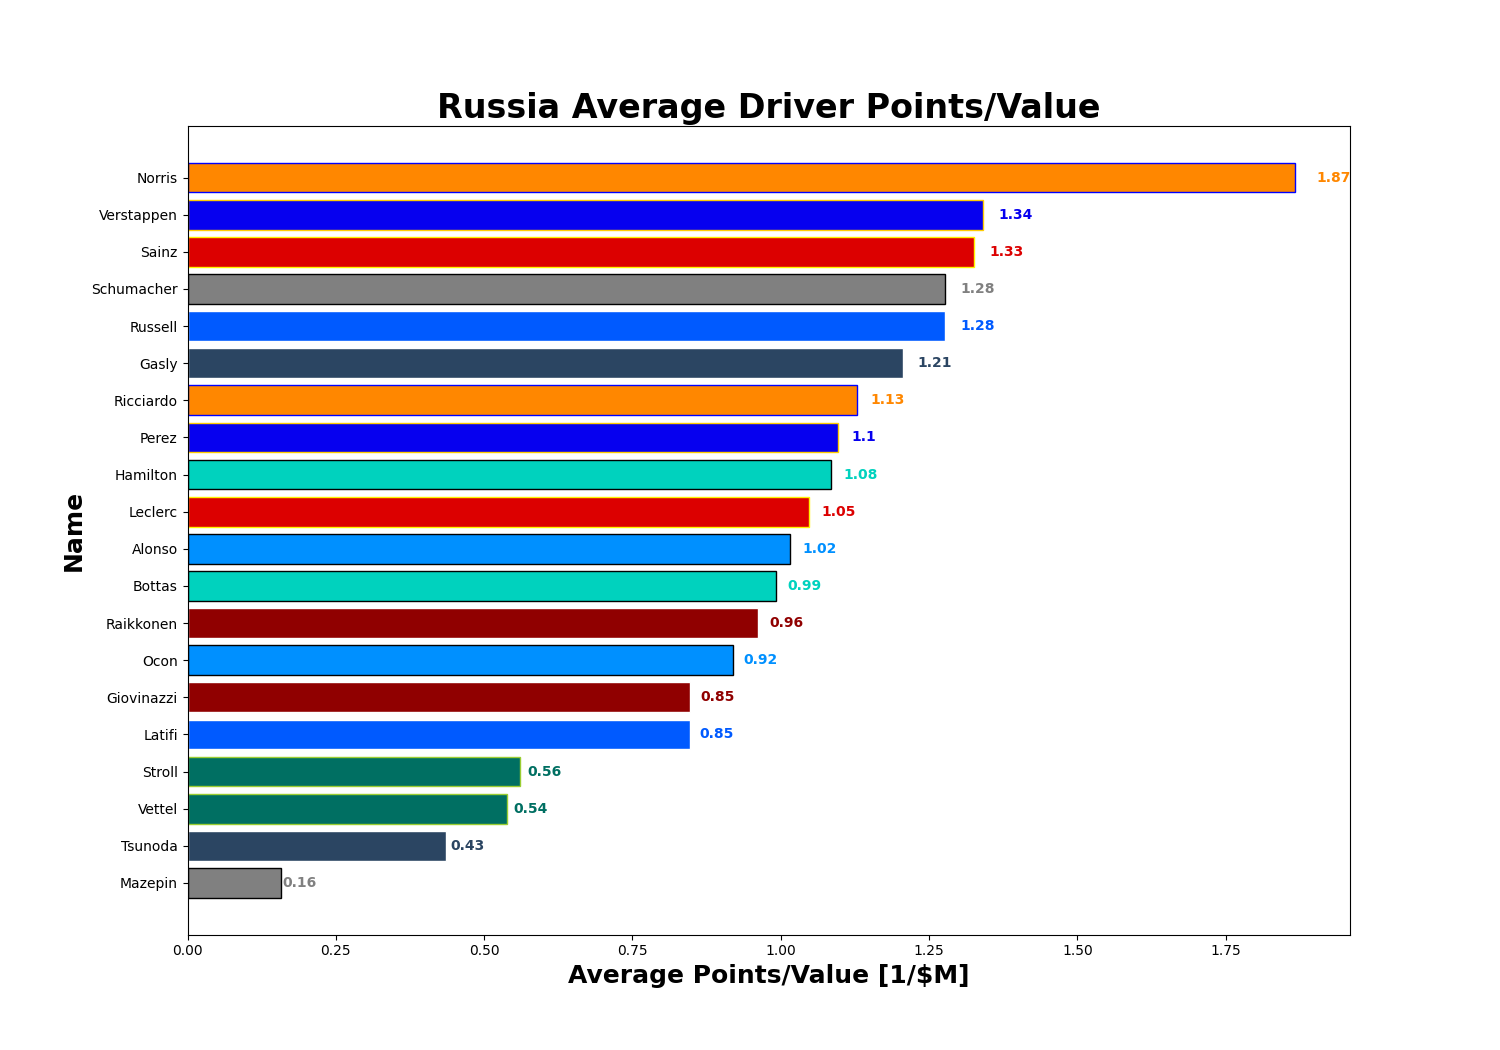 Russia Average Driver Points/Value
Norris 1.87
Verstappen 1.34
Sainz 1.33
Schumacher 1.28
Russell 1.28
Gasly 1.21
Ricciardo 1.13
Perez 1.1
Hamilton 1.08
Leclerc 1.05
Alonso 1.02
Bottas 0.99
Raikkonen 0.96
Ocon 0.92
Giovinazzi 0.85
Latifi 0.85
Stroll 0.56
Vettel 0.54
Tsunoda 0.43
Mazepin 0.16
Name
0.00 0.25 0.50 0.75 1.00 1.25 1.50 1.75
Average Points/Value [1/$M]